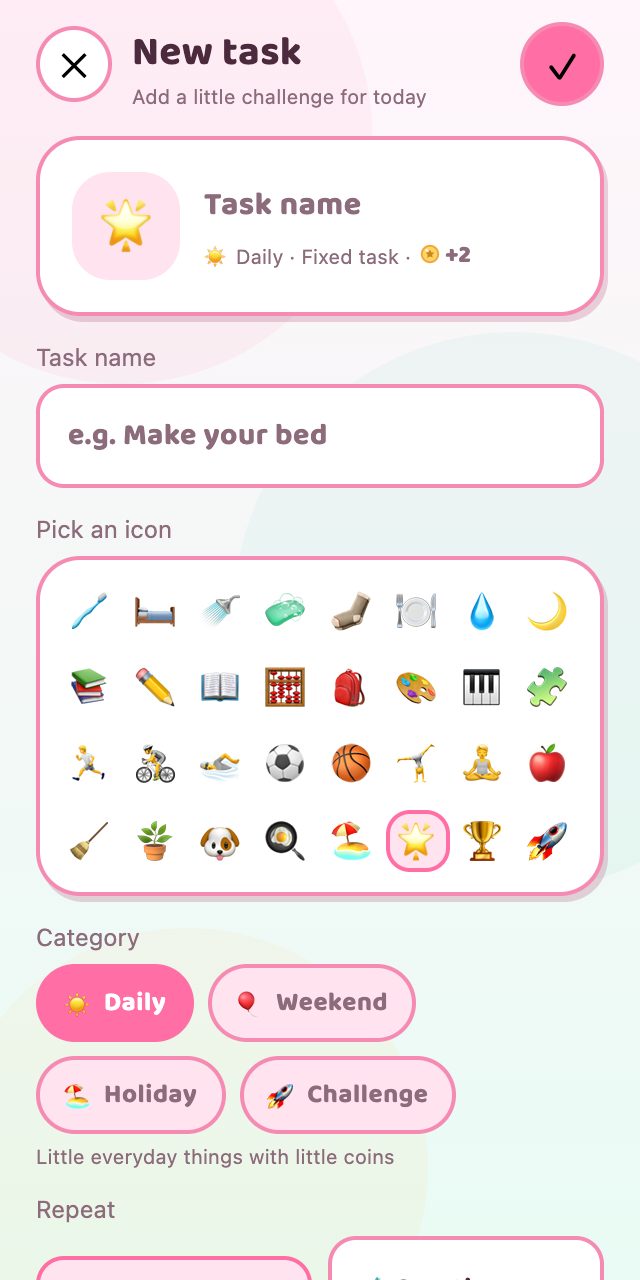 New task
Add a little challenge for today
Task name
Daily · Fixed task · +2
Task name
e.g. Make your bed
Pick an icon
Category
Daily
Weekend
Holiday
Challenge
Little everyday things with little coins
Repeat